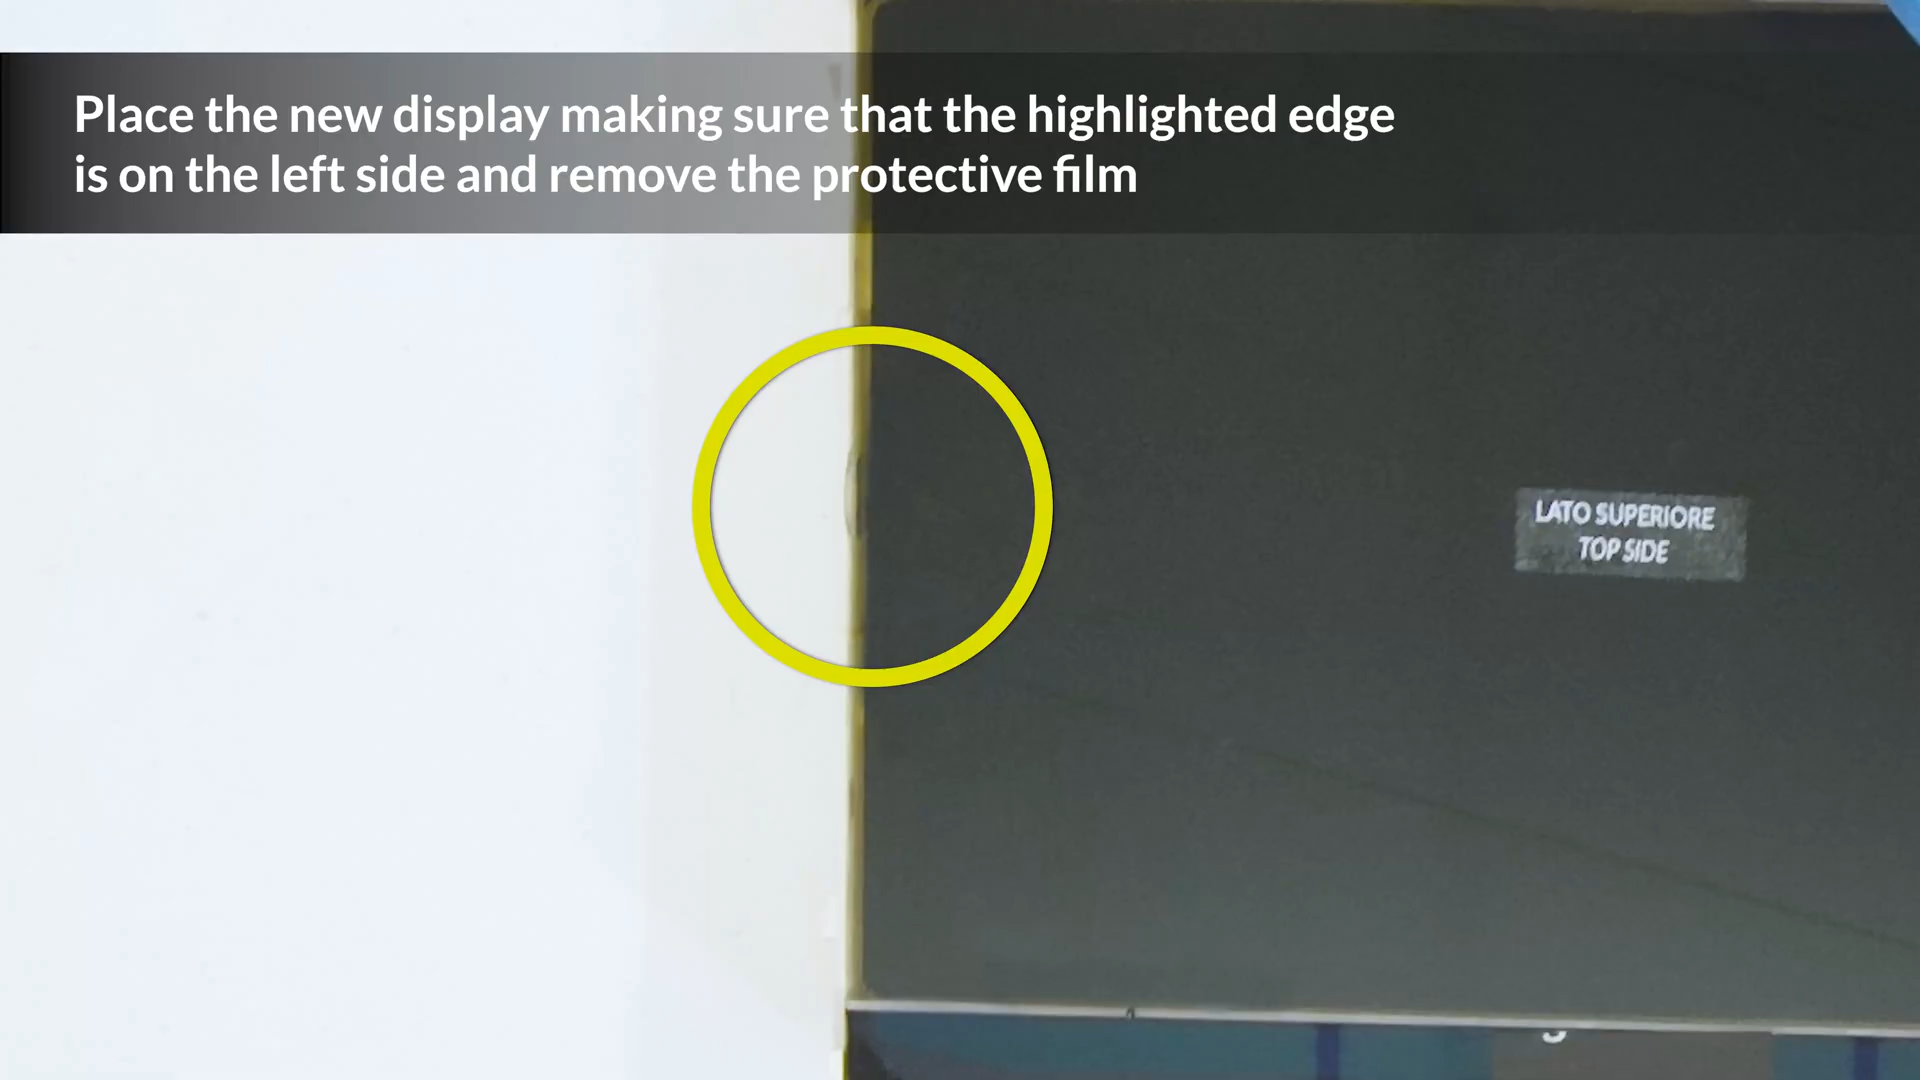 Place the new display making sure that the highlighted edge
is on the left side and remove the protective film
LATO SUPERIORE
TOP SIDE